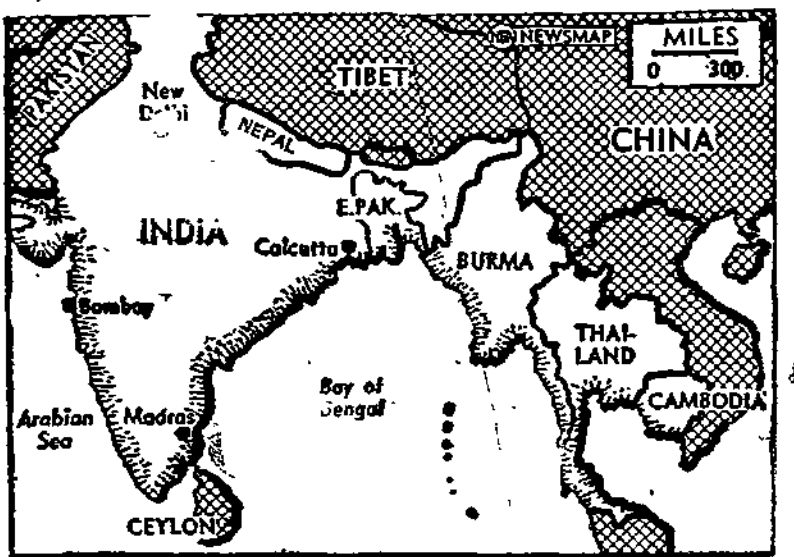 NEWSMAP
MILES
0 300
PAKISTAN
TIBET
New
Delhi
NEPAL
CHINA
E.PAK.
INDIA
Calcutta
BURMA
Bombay
THAI-
LAND
Bay of
Bengal
CAMBODIA
Arabian
Sea
Madras
CEYLON